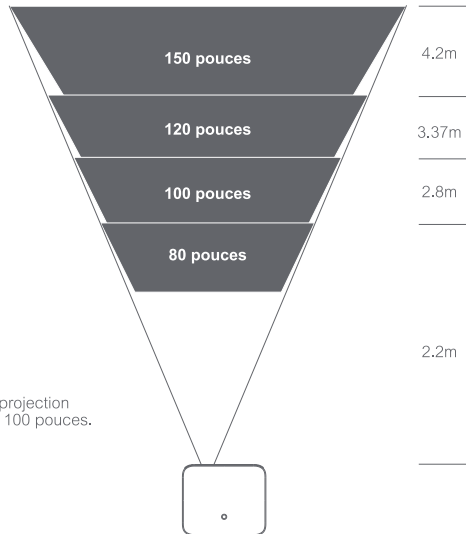 150 pouces
4.2m
120 pouces
3.37m
100 pouces
2.8m
80 pouces
2.2m
projection
100 pouces.